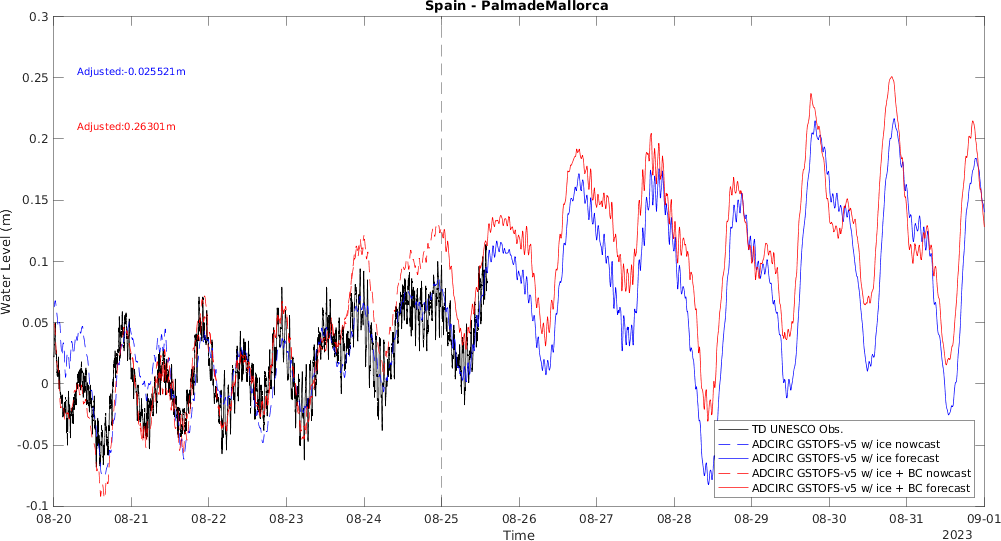 Spain - PalmadeMallorca
0.3
0.25
0.2
0.15
0.1
0.05
0
-0.05
-0.1
Water Level (m)
Adjusted:-0.025521m
Adjusted:0.26301m
TD UNESCO Obs.
ADCIRC GSTOFS-v5 w/ ice nowcast
ADCIRC GSTOFS-v5 w/ ice forecast
ADCIRC GSTOFS-v5 w/ ice + BC nowcast
ADCIRC GSTOFS-v5 w/ ice + BC forecast
08-20 08-21 08-22 08-23 08-24 08-25 08-26 08-27 08-28 08-29 08-30 08-31 09-01
Time
2023